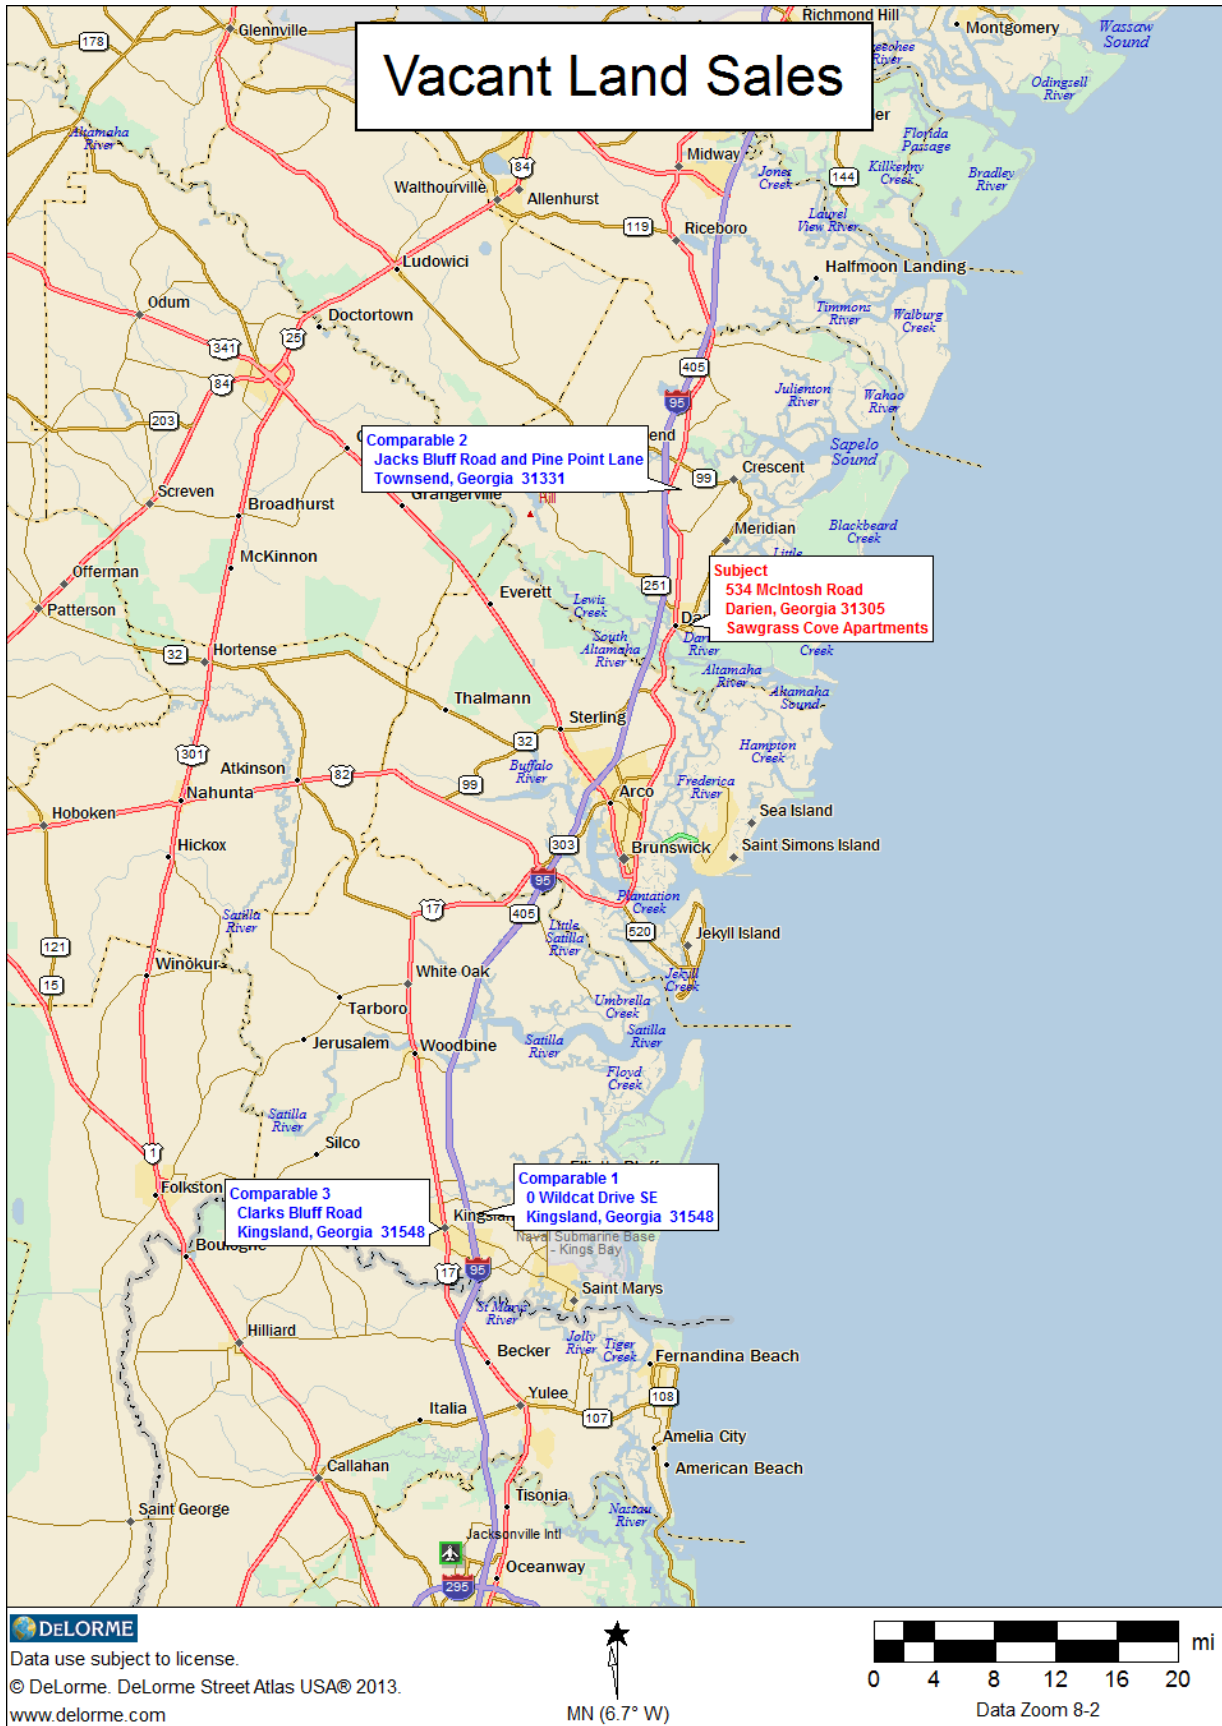 Vacant Land Sales
Glennville
178
Richmond Hill
Montgomery
Wassaw
Sound
Odingsell
River
Altamaha
River
Florida
Passage
Killkenny
Creek
Bradley
River
Midway
Jones
Creek
144
84
Walthourville
Allenhurst
Laurel
View River
119
Riceboro
Ludowici
Halfmoon Landing
Odum
Doctortown
Timmons
River
Walburg
Creek
25
341
84
405
95
Julienton
River
Wahoo
River
203
Comparable 2
Jacks Bluff Road and Pine Point Lane
Townsend, Georgia  31331
Sapelo
Sound
Crescent
99
Screven
Grangerville
Broadhurst
Meridian
Blackbeard
Creek
Little
McKinnon
Offerman
Everett
251
Subject
534 McIntosh Road
Darien, Georgia 31305
Sawgrass Cove Apartments
Patterson
Lewis
Creek
South
Altamaha
River
River
Creek
32
Hortense
Altamaha
River
Altamaha
Sound
Thalmann
Sterling
301
32
Hampton
Creek
Atkinson
82
99
Buffalo
River
Frederica
River
Nahunta
Arco
Sea Island
Hoboken
Hickox
303
Brunswick
Saint Simons Island
95
17
405
Plantation
Creek
Satilla
River
Little
Satilla
River
520
Jekyll Island
121
15
Winokur
White Oak
Jekyll
Creek
Tarboro
Umbrella
Creek
Jerusalem
Woodbine
Satilla
River
Satilla
River
Floyd
Creek
Satilla
River
Silco
1
Folkston
Comparable 1
0 Wildcat Drive SE
Kingsland, Georgia  31548
Comparable 3
Clarks Bluff Road
Kingsland, Georgia  31548
Naval Submarine Base
- Kings Bay
Boulogne
17
95
Saint Marys
St Marys
River
Hilliard
Jolly
River
Tiger
Creek
Becker
Fernandina Beach
Yulee
108
Italia
107
Amelia City
Callahan
American Beach
Saint George
Tisonia
Nassau
River
Jacksonville Intl
Oceanway
295
DELORME
Data use subject to license.
© DeLorme. DeLorme Street Atlas USA® 2013.
www.delorme.com
MN (6.7° W)
mi
0 4 8 12 16 20
Data Zoom 8-2